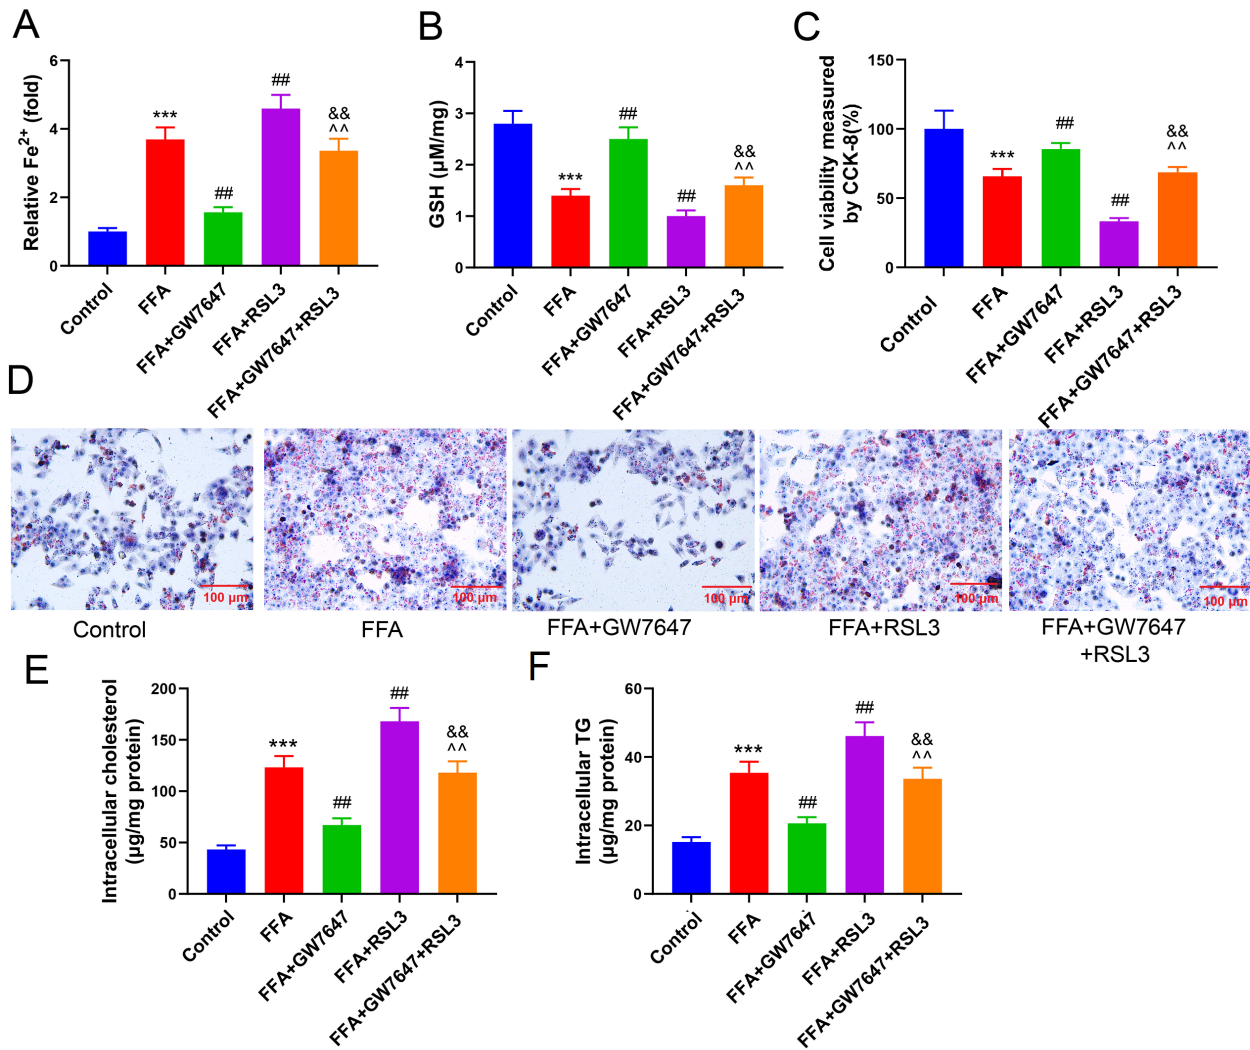 A
Relative Fe2+ (fold)
6
4
2
0
***
##
##
&&
^^
Control
FFA
FFA+GW7647
FFA+RSL3
FFA+GW7647+RSL3
B
GSH (μM/mg)
4
3
2
1
0
***
##
##
&&
^^
Control
FFA
FFA+GW7647
FFA+RSL3
FFA+GW7647+RSL3
C
Cell viability measured
by CCK-8(%)
150
100
50
0
***
##
##
&&
^^
Control
FFA
FFA+GW7647
FFA+RSL3
FFA+GW7647+RSL3
D
100 μm
100 μm
100 μm
100 μm
100 μm
Control
FFA
FFA+GW7647
FFA+RSL3
FFA+GW7647
+RSL3
E
Intracellular cholesterol
(μg/mg protein)
200
150
100
50
0
***
##
##
&&
^^
Control
FFA
FFA+GW7647
FFA+RSL3
FFA+GW7647+RSL3
F
Intracellular TG
(μg/mg protein)
60
40
20
0
***
##
##
&&
^^
Control
FFA
FFA+GW7647
FFA+RSL3
FFA+GW7647+RSL3